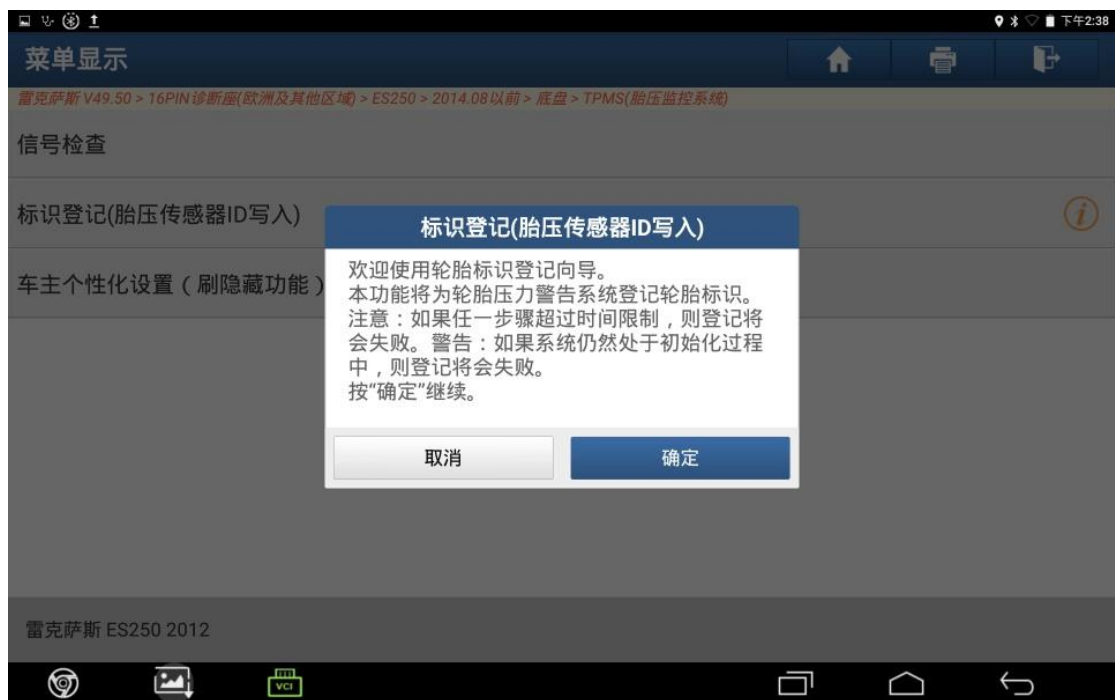 下午2:38
菜单显示
雷克萨斯 V49.50 > 16PIN诊断座(欧洲及其他区域) > ES250 > 2014.08以前 > 底盘 > TPMS(胎压监控系统)
信号检查
标识登记(胎压传感器ID写入)
车主个性化设置（刷隐藏功能）
标识登记(胎压传感器ID写入)
欢迎使用轮胎标识登记向导。
本功能将为轮胎压力警告系统登记轮胎标识。
注意：如果任一步骤超过时间限制，则登记将
会失败。警告：如果系统仍然处于初始化过程
中，则登记将会失败。
按“确定”继续。
取消
确定
雷克萨斯 ES250 2012
VCI